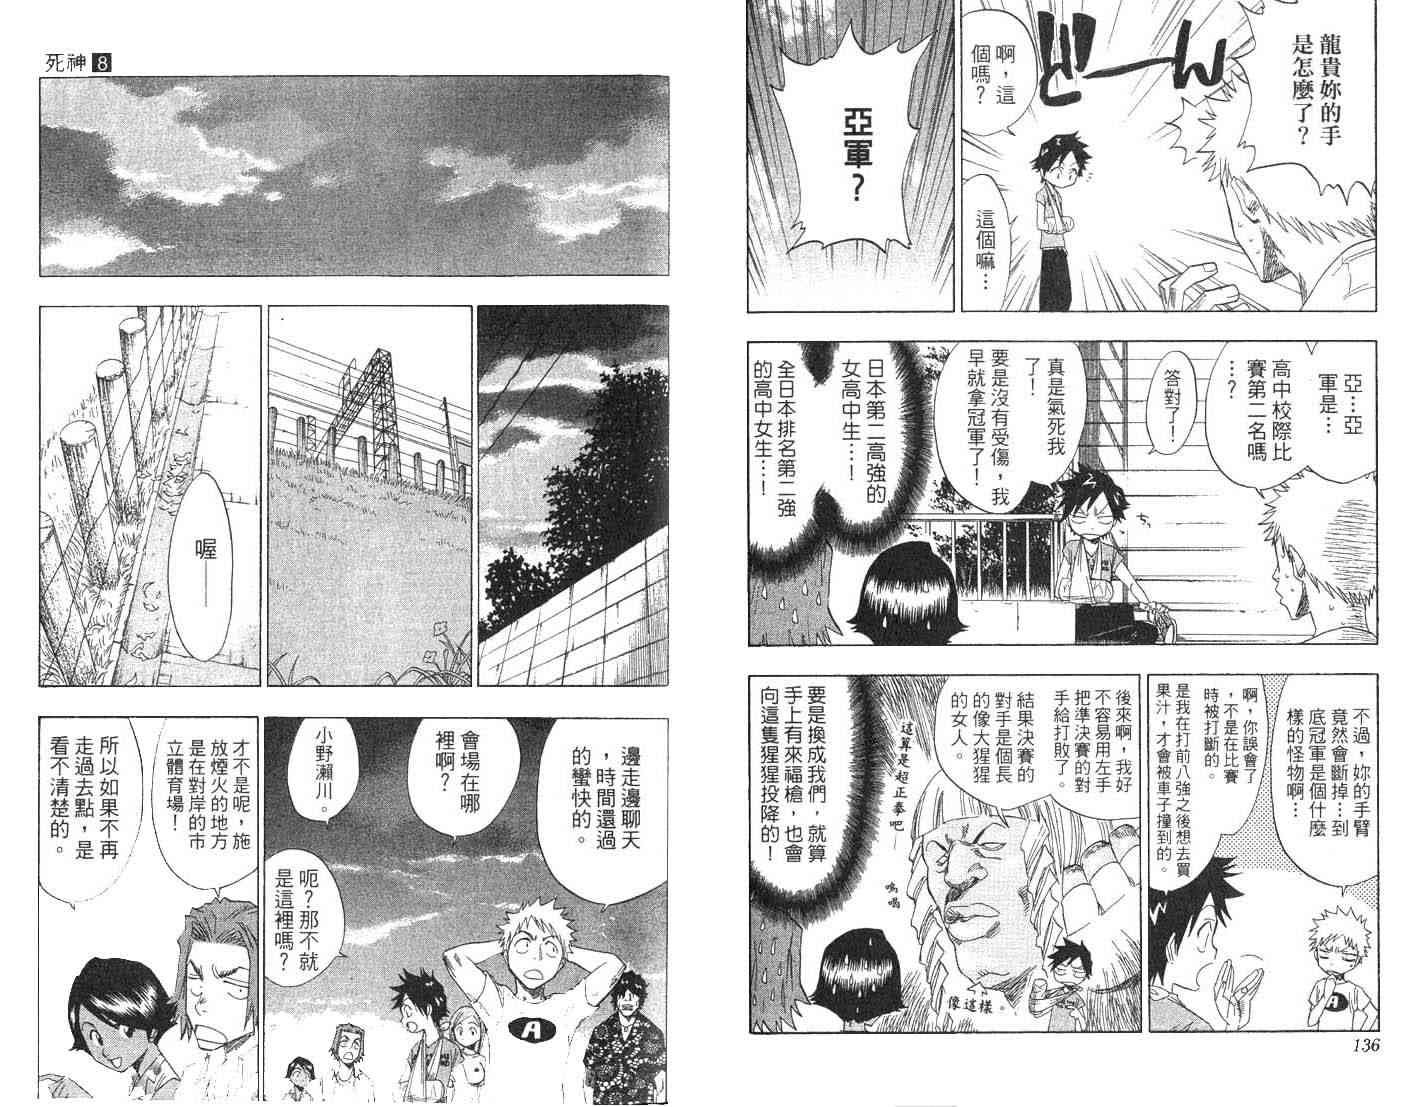 龍貴妳的手
是怎麼了？
どーん
啊，這
個嗎？
這個嘛…
亞軍？
亞…亞
軍是…
高中校際比
賽第二名嗎
…？
答對了！
真是氣死我
了！
要是沒有受傷，我
早就拿冠軍了！
日本第二高強的
女高中生…！
全日本排名第二強
的高中女生…！
不過，妳的手臂
竟然會斷掉…到
底冠軍是個什麼
樣的怪物啊…
啊，你誤會了
，不是在比賽
時被打斷的。
是我在打前八強之後想去買
果汁，才會被車子撞到的。
後來啊，我好
不容易用左手
把準決賽的對
手給打敗了。
結果決賽的
對手是個長
的像大猩猩
的女人。
這算是超正拳吧
嗚嗚
像這樣。
要是換成我們，就算
手上有來福槍，也會
向這隻猩猩投降的！
136
死神8
喔——
邊走邊聊天
，時間還過
的蠻快的。
會場在哪
裡啊？
小野瀨川。
呃？那不就
是這裡嗎？
A
才不是呢，施
放煙火的地方
是在對岸的市
立體育場！
所以如果不再
走過去點，是
看不清楚的。